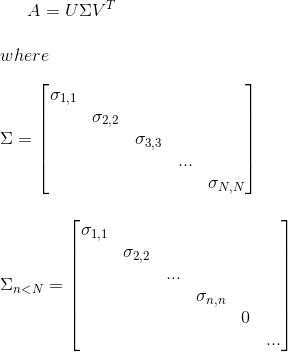 A = UΣV^T
where
Σ = [σ_{1,1}
σ_{2,2}
σ_{3,3}
...
σ_{N,N}]
Σ_{n<N} = [σ_{1,1}
σ_{2,2}
...
σ_{n,n}
0
...]